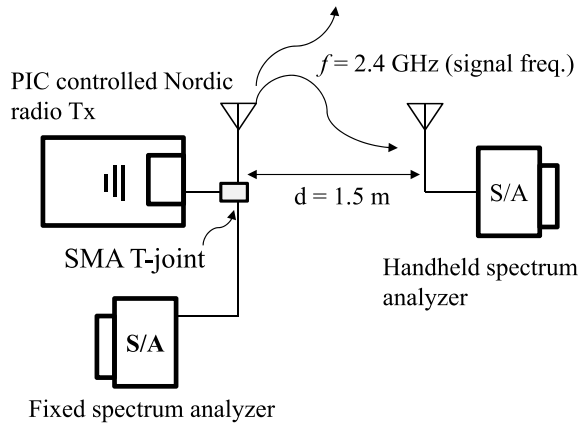 PIC controlled Nordic
radio Tx
f = 2.4 GHz (signal freq.)
d = 1.5 m
S/A
SMA T-joint
Handheld spectrum
analyzer
S/A
Fixed spectrum analyzer